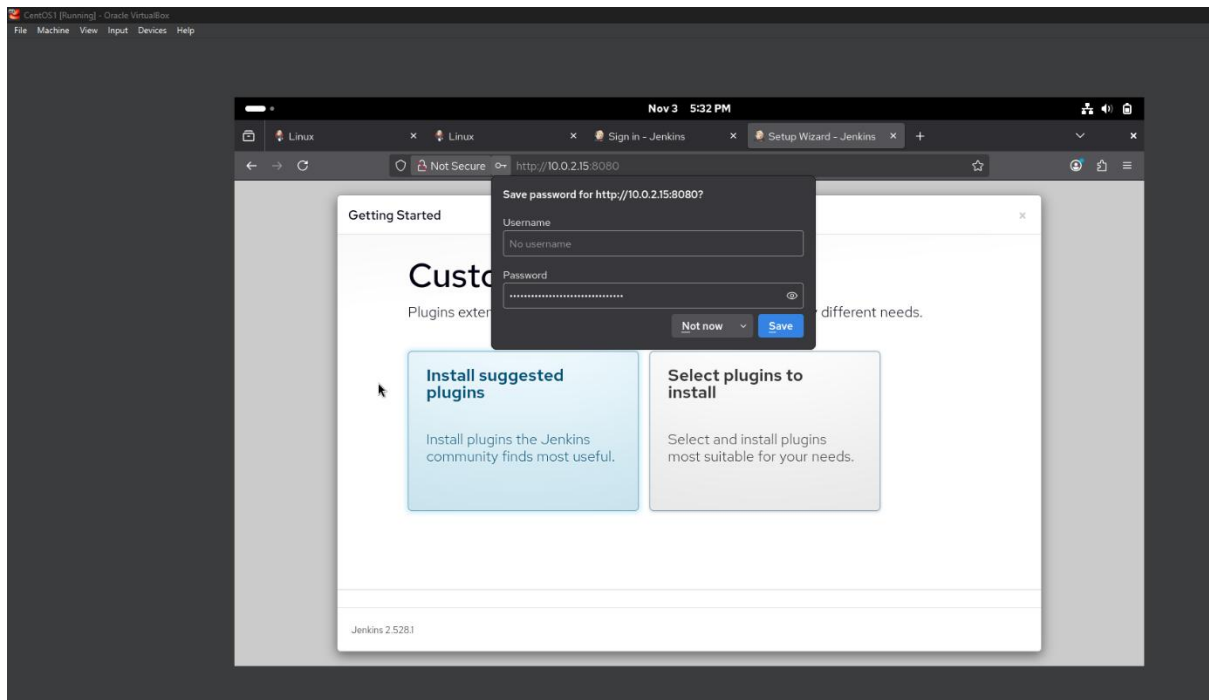 CentOS1 [Running] - Oracle VirtualBox
File Machine View Input Devices Help
Nov 3 5:32 PM
Linux
Linux
Sign in - Jenkins
Setup Wizard - Jenkins
Not Secure http://10.0.2.15:8080
Save password for http://10.0.2.15:8080?
Username
No username
Password
Not now
Save
Getting Started
Custo
Plugins exter
different needs.
Install suggested
plugins
Install plugins the Jenkins
community finds most useful.
Select plugins to
install
Select and install plugins
most suitable for your needs.
Jenkins 2.528.1